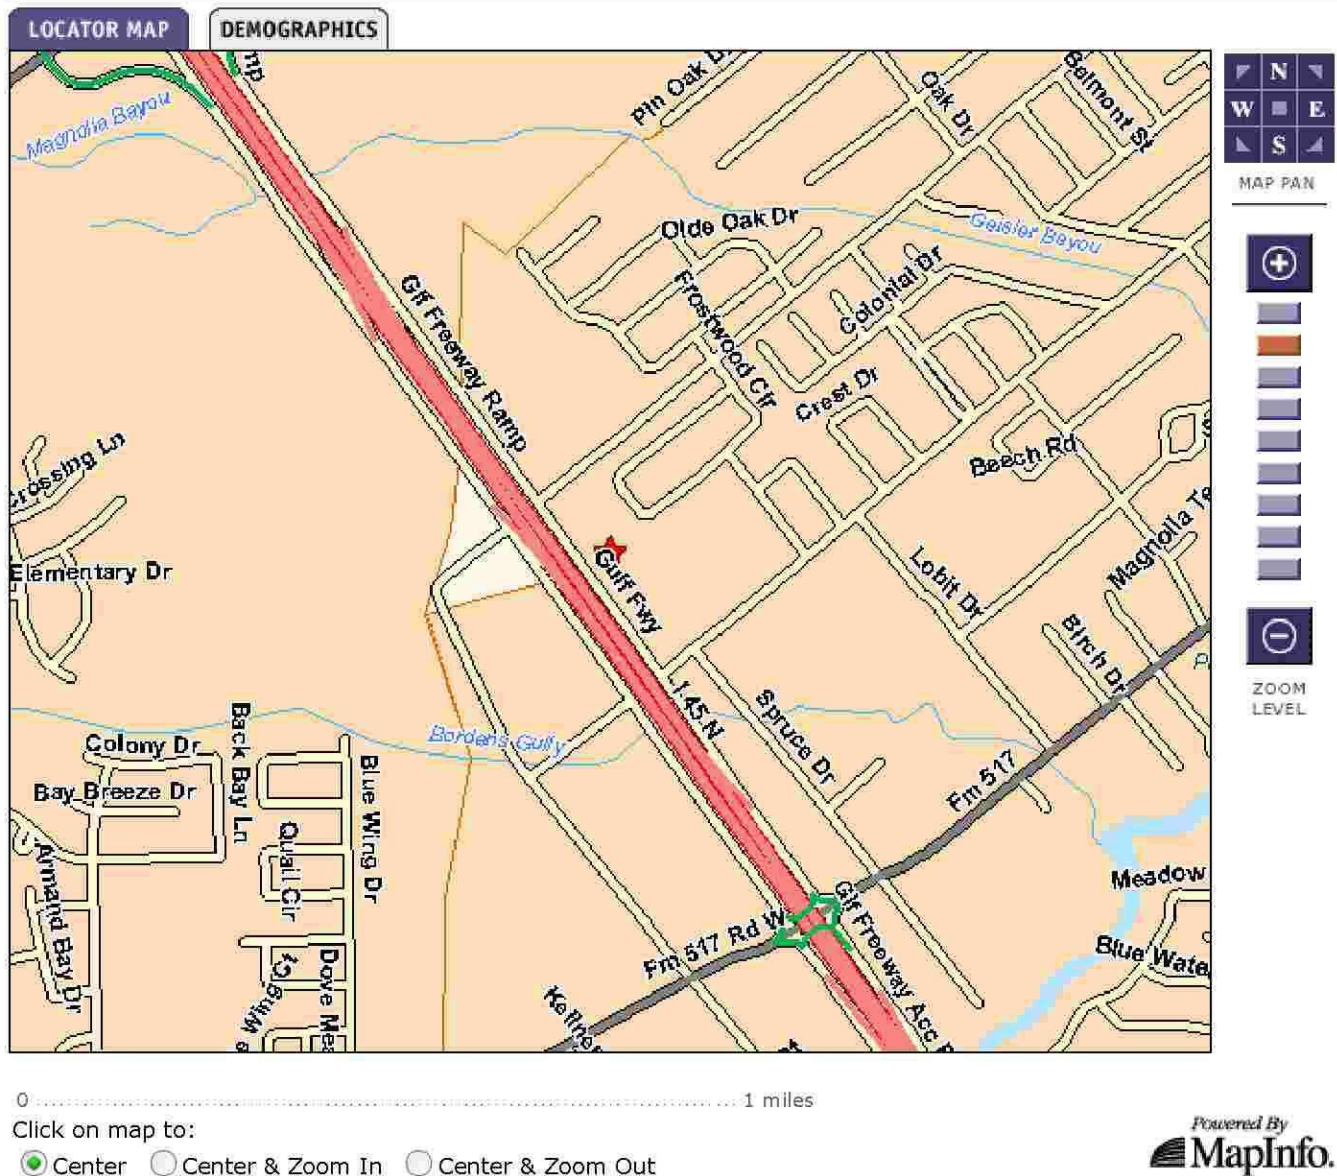 LOCATOR MAP
DEMOGRAPHICS
Magnolia Bayou
Pin Oak
Oak Dr
Belmont St
N
W E
S
MAP PAN
Olde Oak Dr
Geisler Bayou
Colonial Dr
Glf Freeway Ramp
Frostwood Cir
Crest Dr
Beech Rd
Crossing Ln
Elementary Dr
Magnolia Te
Lobit Dr
Gulf Fwy
Birch Dr
I 45 N
Spruce Dr
ZOOM
LEVEL
Bordens Gully
Colony Dr
Back Bay Ln
Blue Wing Dr
Bay Breeze Dr
Quail Cir
Armand Bay Dr
Fm 517
Meadow
Fm 517 Rd W
Glf Freeway Acc
Blue Wate
Dove Mea
0 1 miles
Click on map to:
Center Center & Zoom In Center & Zoom Out
Powered By
MapInfo.